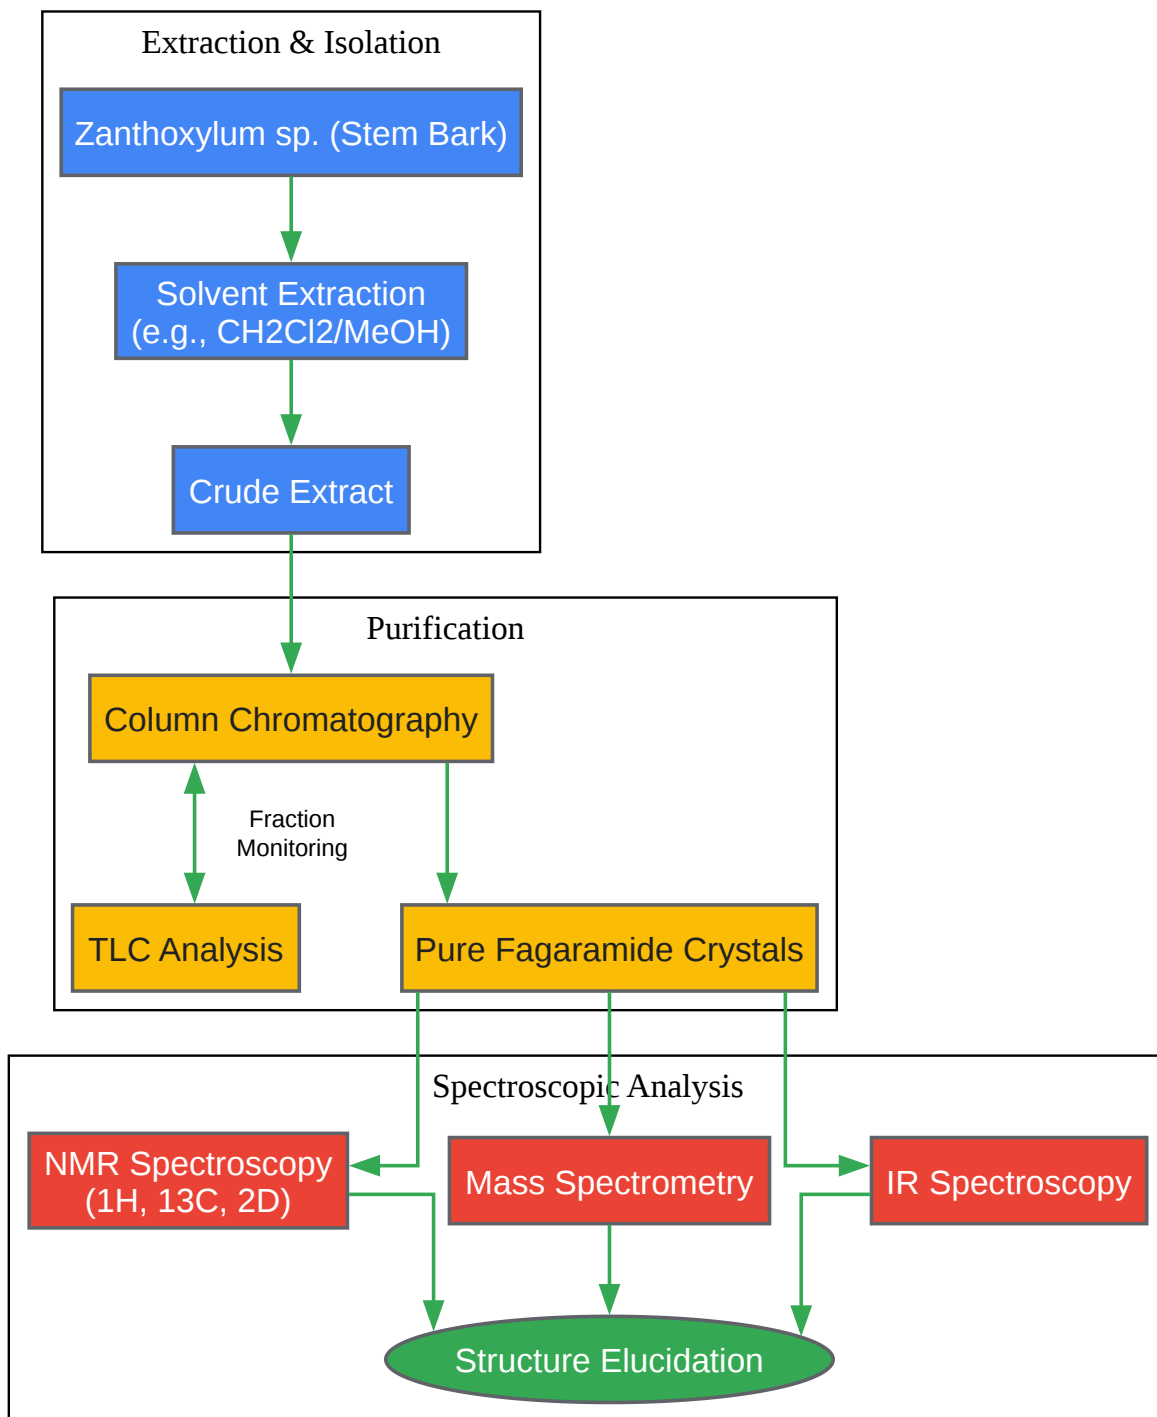 Extraction & Isolation
Zanthoxylum sp. (Stem Bark)
Solvent Extraction
(e.g., CH2Cl2/MeOH)
Crude Extract
Purification
Column Chromatography
Fraction
Monitoring
TLC Analysis
Pure Fagaramide Crystals
Spectroscopic Analysis
NMR Spectroscopy
(1H, 13C, 2D)
Mass Spectrometry
IR Spectroscopy
Structure Elucidation